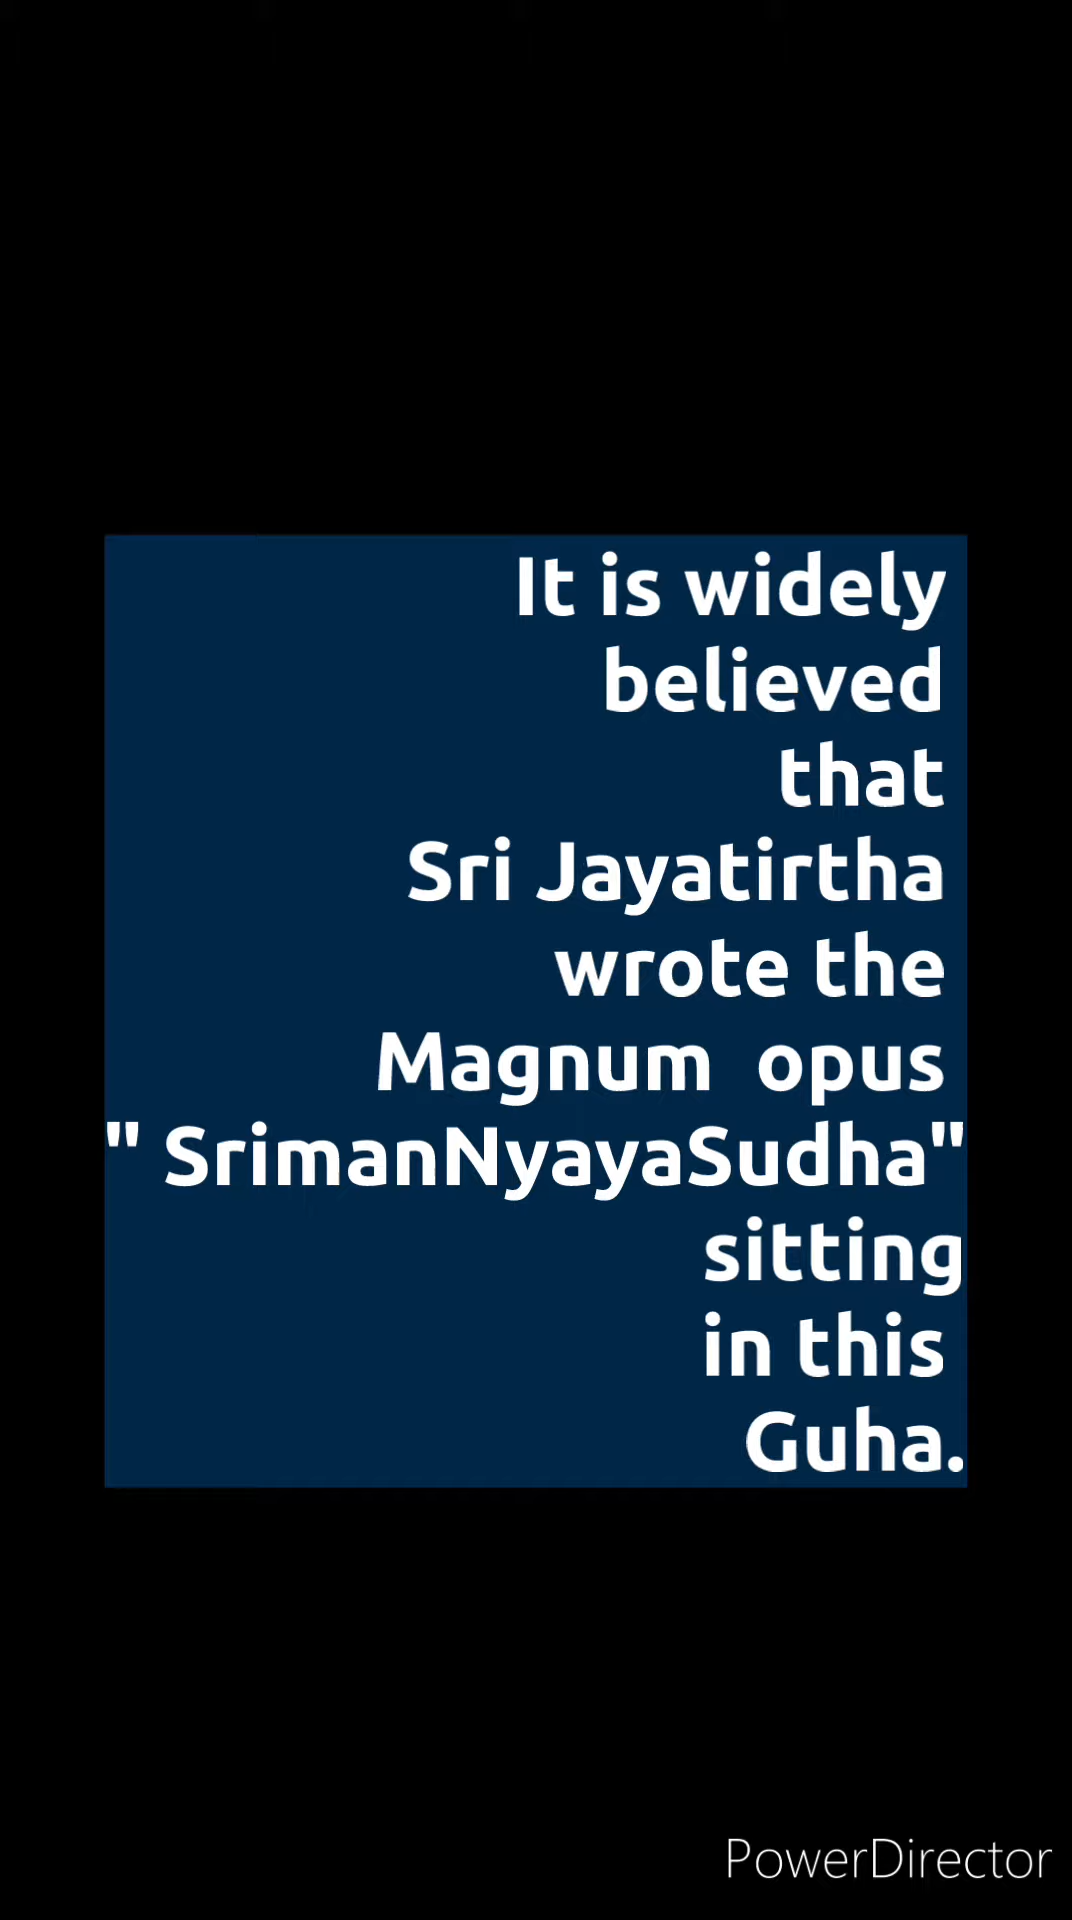 It is widely
believed
that
Sri Jayatirtha
wrote the
Magnum  opus
" SrimanNyayaSudha"
sitting
in this
Guha.
PowerDirector